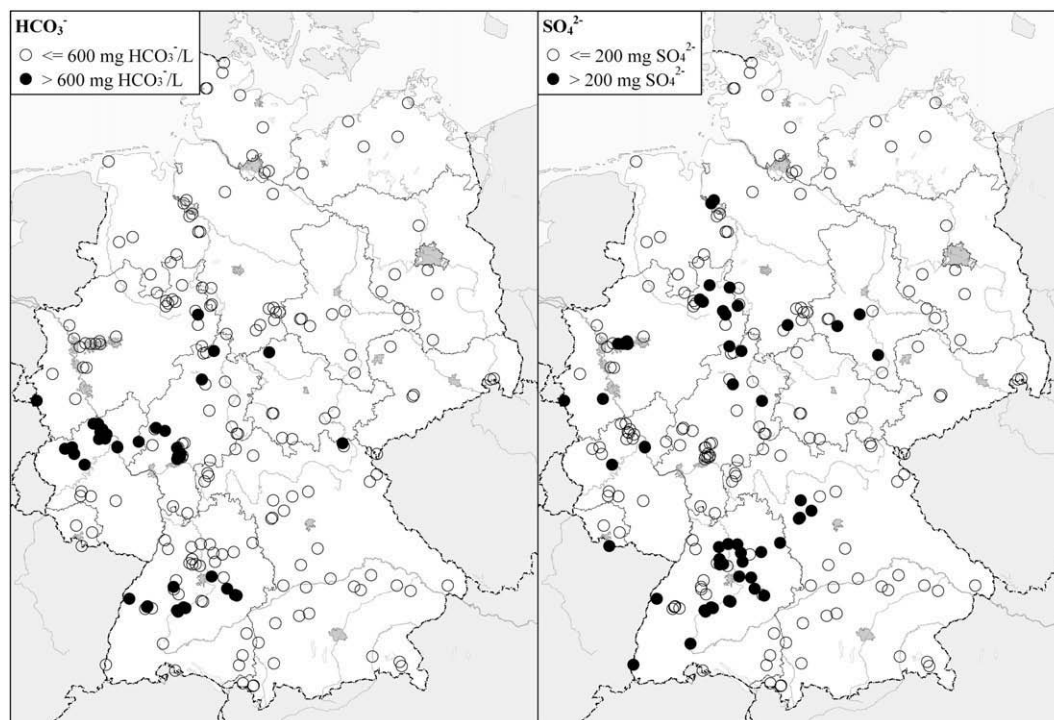 HCO₃⁻
<= 600 mg HCO₃⁻/L
> 600 mg HCO₃⁻/L
SO₄²⁻
<= 200 mg SO₄²⁻
> 200 mg SO₄²⁻